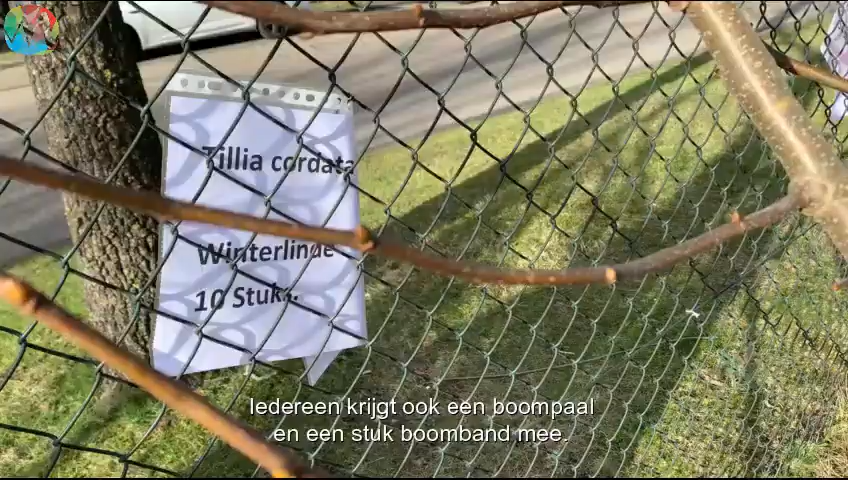 Tillia cordata
Winterlinde
10 Stuks.
Iedereen krijgt ook een boompaal
en een stuk boomband mee.